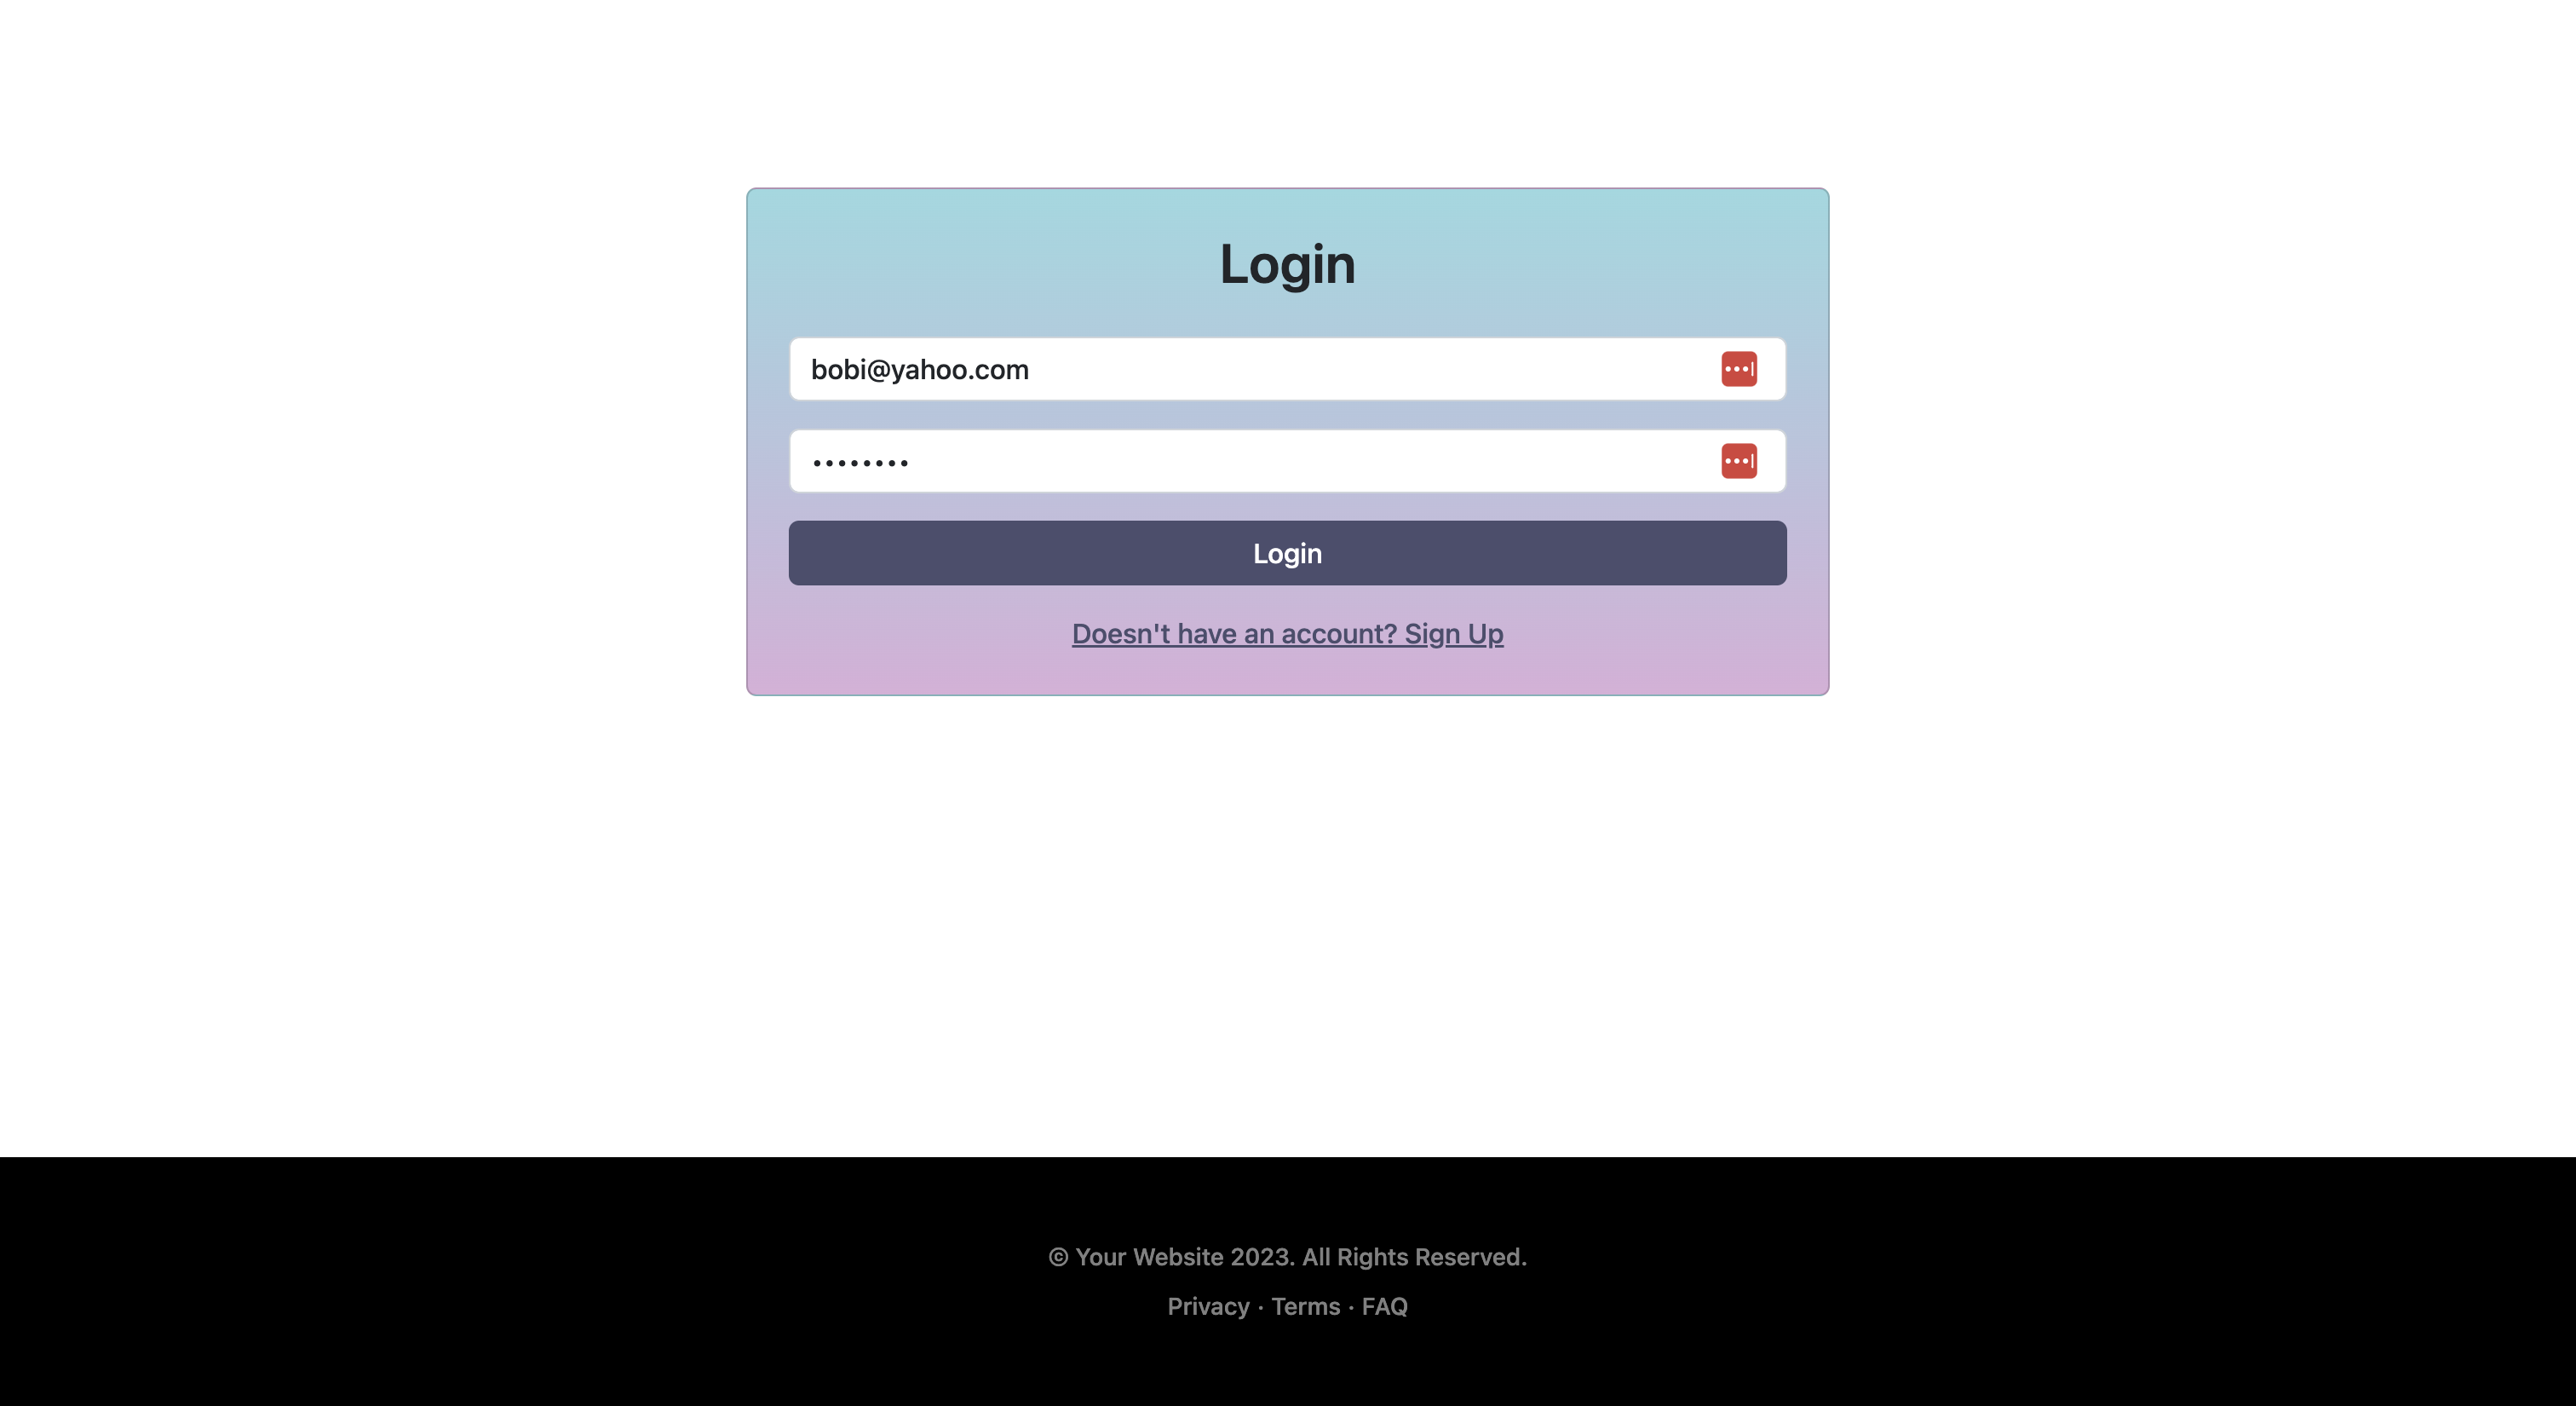 Login
bobi@yahoo.com
••••••••
Login
Doesn't have an account? Sign Up
© Your Website 2023. All Rights Reserved.
Privacy · Terms · FAQ